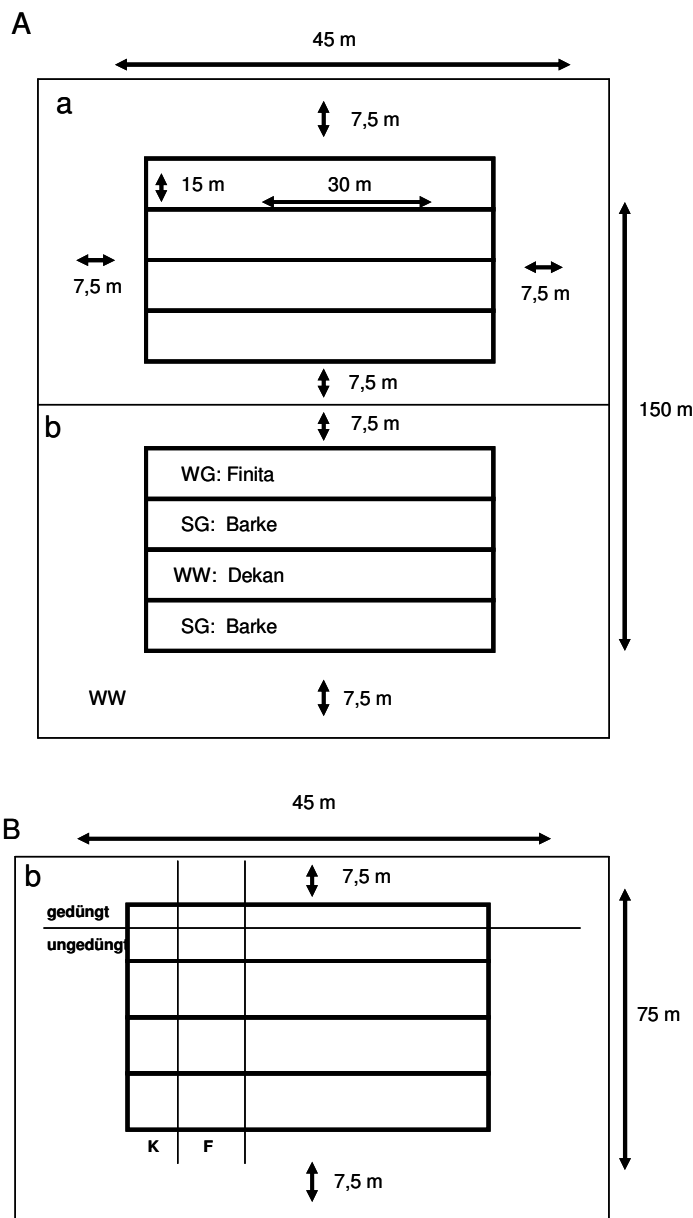 A
45 m
a
7,5 m
15 m
30 m
7,5 m
7,5 m
7,5 m
150 m
b
7,5 m
WG: Finita
SG: Barke
WW: Dekan
SG: Barke
WW
7,5 m
45 m
B
b
7,5 m
gedüngt
ungedüngt
75 m
K
F
7,5 m